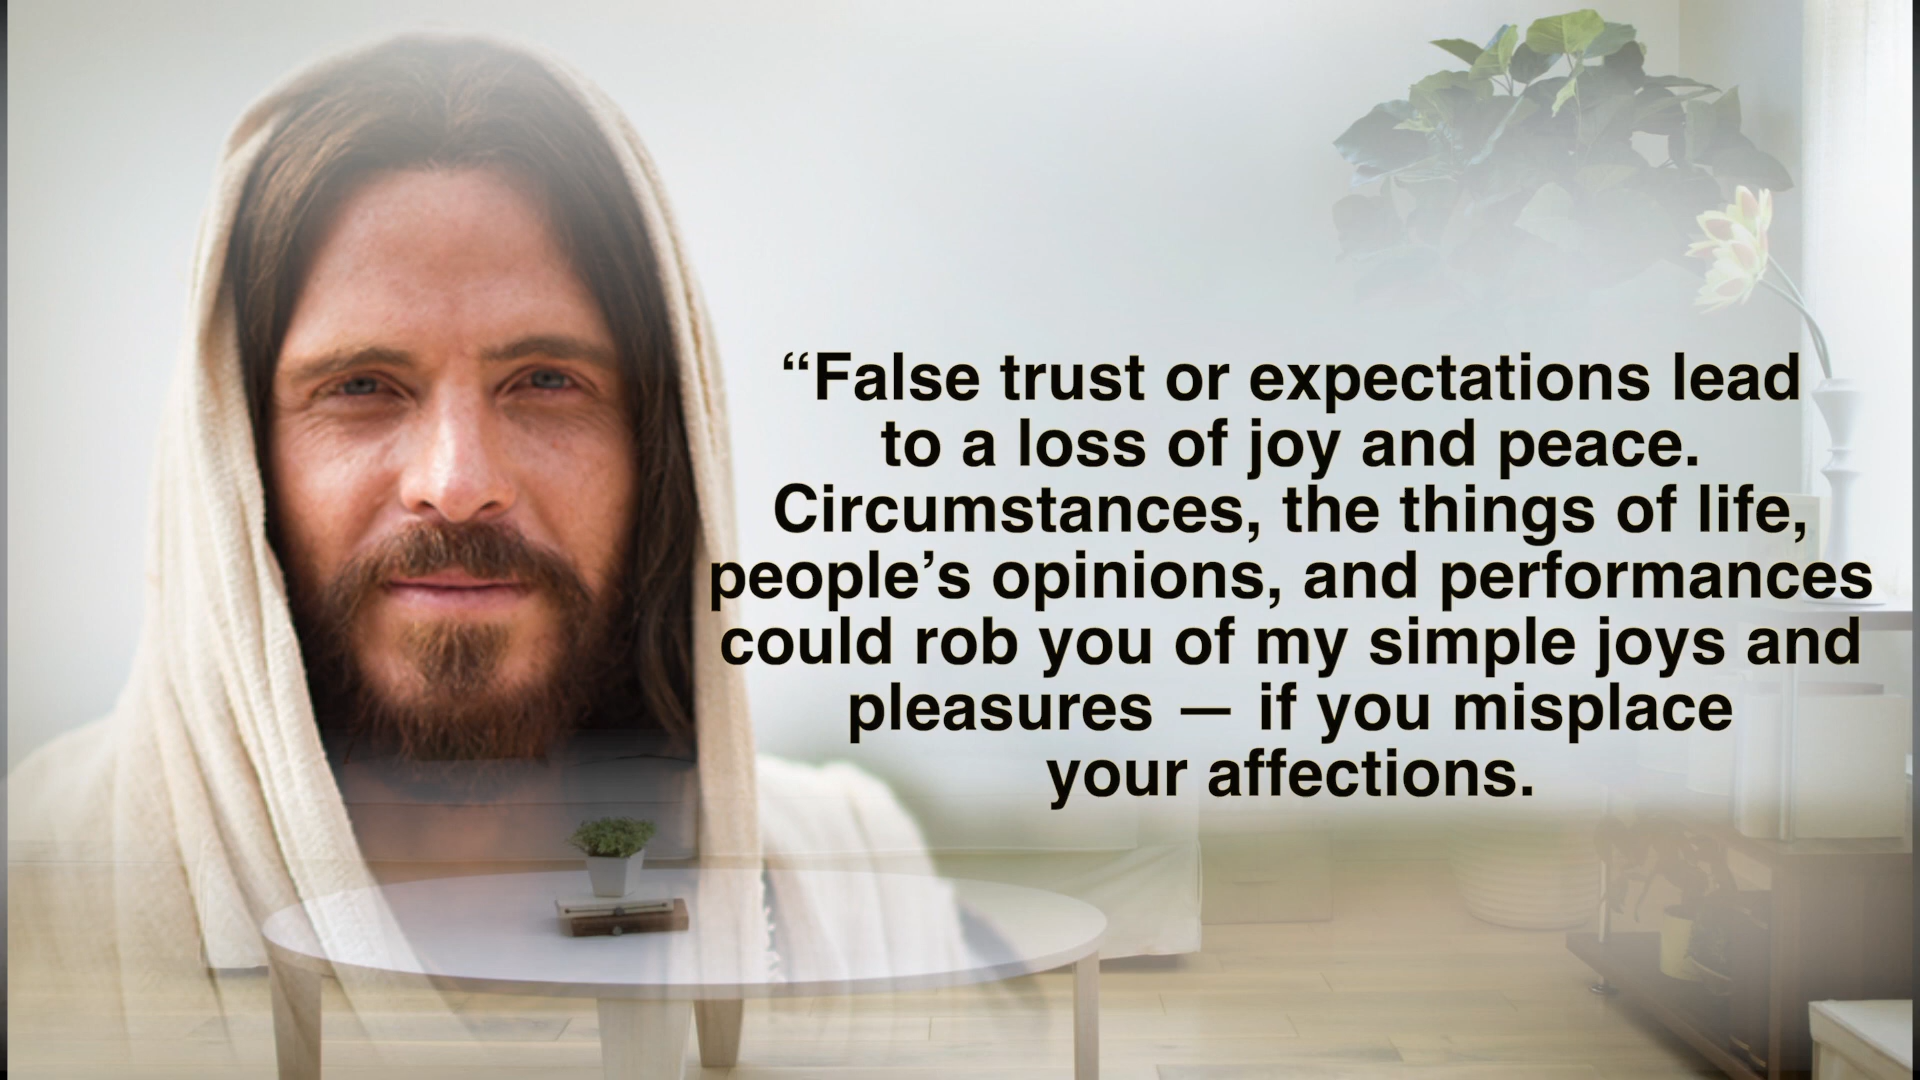 “False trust or expectations lead
to a loss of joy and peace.
Circumstances, the things of life,
people’s opinions, and performances
could rob you of my simple joys and
pleasures — if you misplace
your affections.